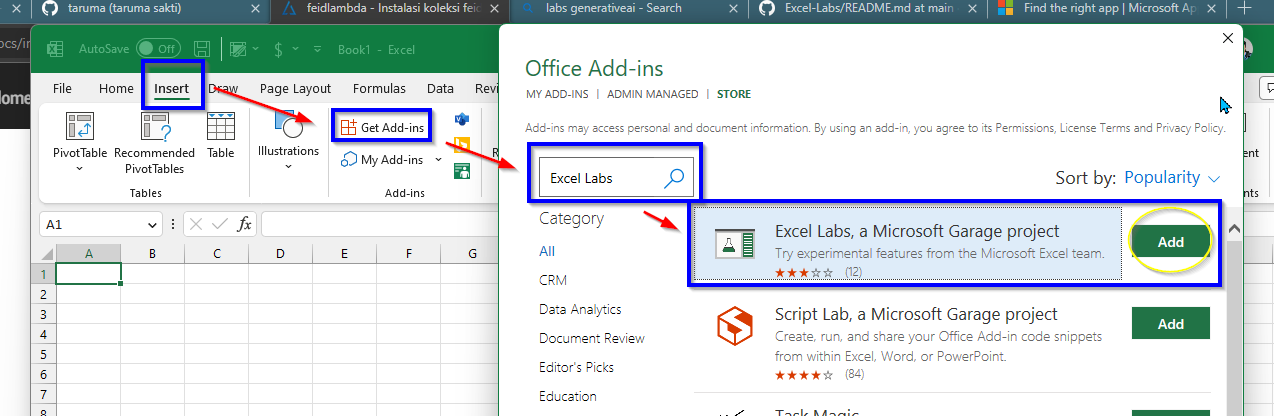 taruma (taruma sakti)
feidlambda - Instalasi koleksi feid
labs generativeai - Search
Excel-Labs/README.md at main
Find the right app | Microsoft Ap
AutoSave Off
$
Book1 - Excel
File Home Insert Draw Page Layout Formulas Data Revi
PivotTable
Recommended
PivotTables
Table
Tables
Illustrations
Get Add-ins
My Add-ins
Add-ins
A1
fx
A B C D E F G
1
2
3
4
5
6
7
8
Office Add-ins
MY ADD-INS | ADMIN MANAGED | STORE
Add-ins may access personal and document information. By using an add-in, you agree to its Permissions, License Terms and Privacy Policy.
Excel Labs
Sort by: Popularity
Category
All
CRM
Data Analytics
Document Review
Editor's Picks
Education
Excel Labs, a Microsoft Garage project
Try experimental features from the Microsoft Excel team.
(12)
Add
Script Lab, a Microsoft Garage project
Create, run, and share your Office Add-in code snippets
from within Excel, Word, or PowerPoint.
(84)
Add
Task Magic